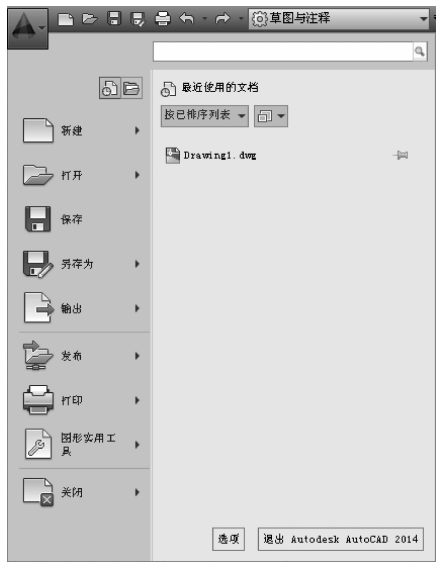 草图与注释
最近使用的文档
按已排序列表
Drawing1.dwg
新建
打开
保存
另存为
输出
发布
打印
图形实用工
具
关闭
选项
退出 Autodesk AutoCAD 2014